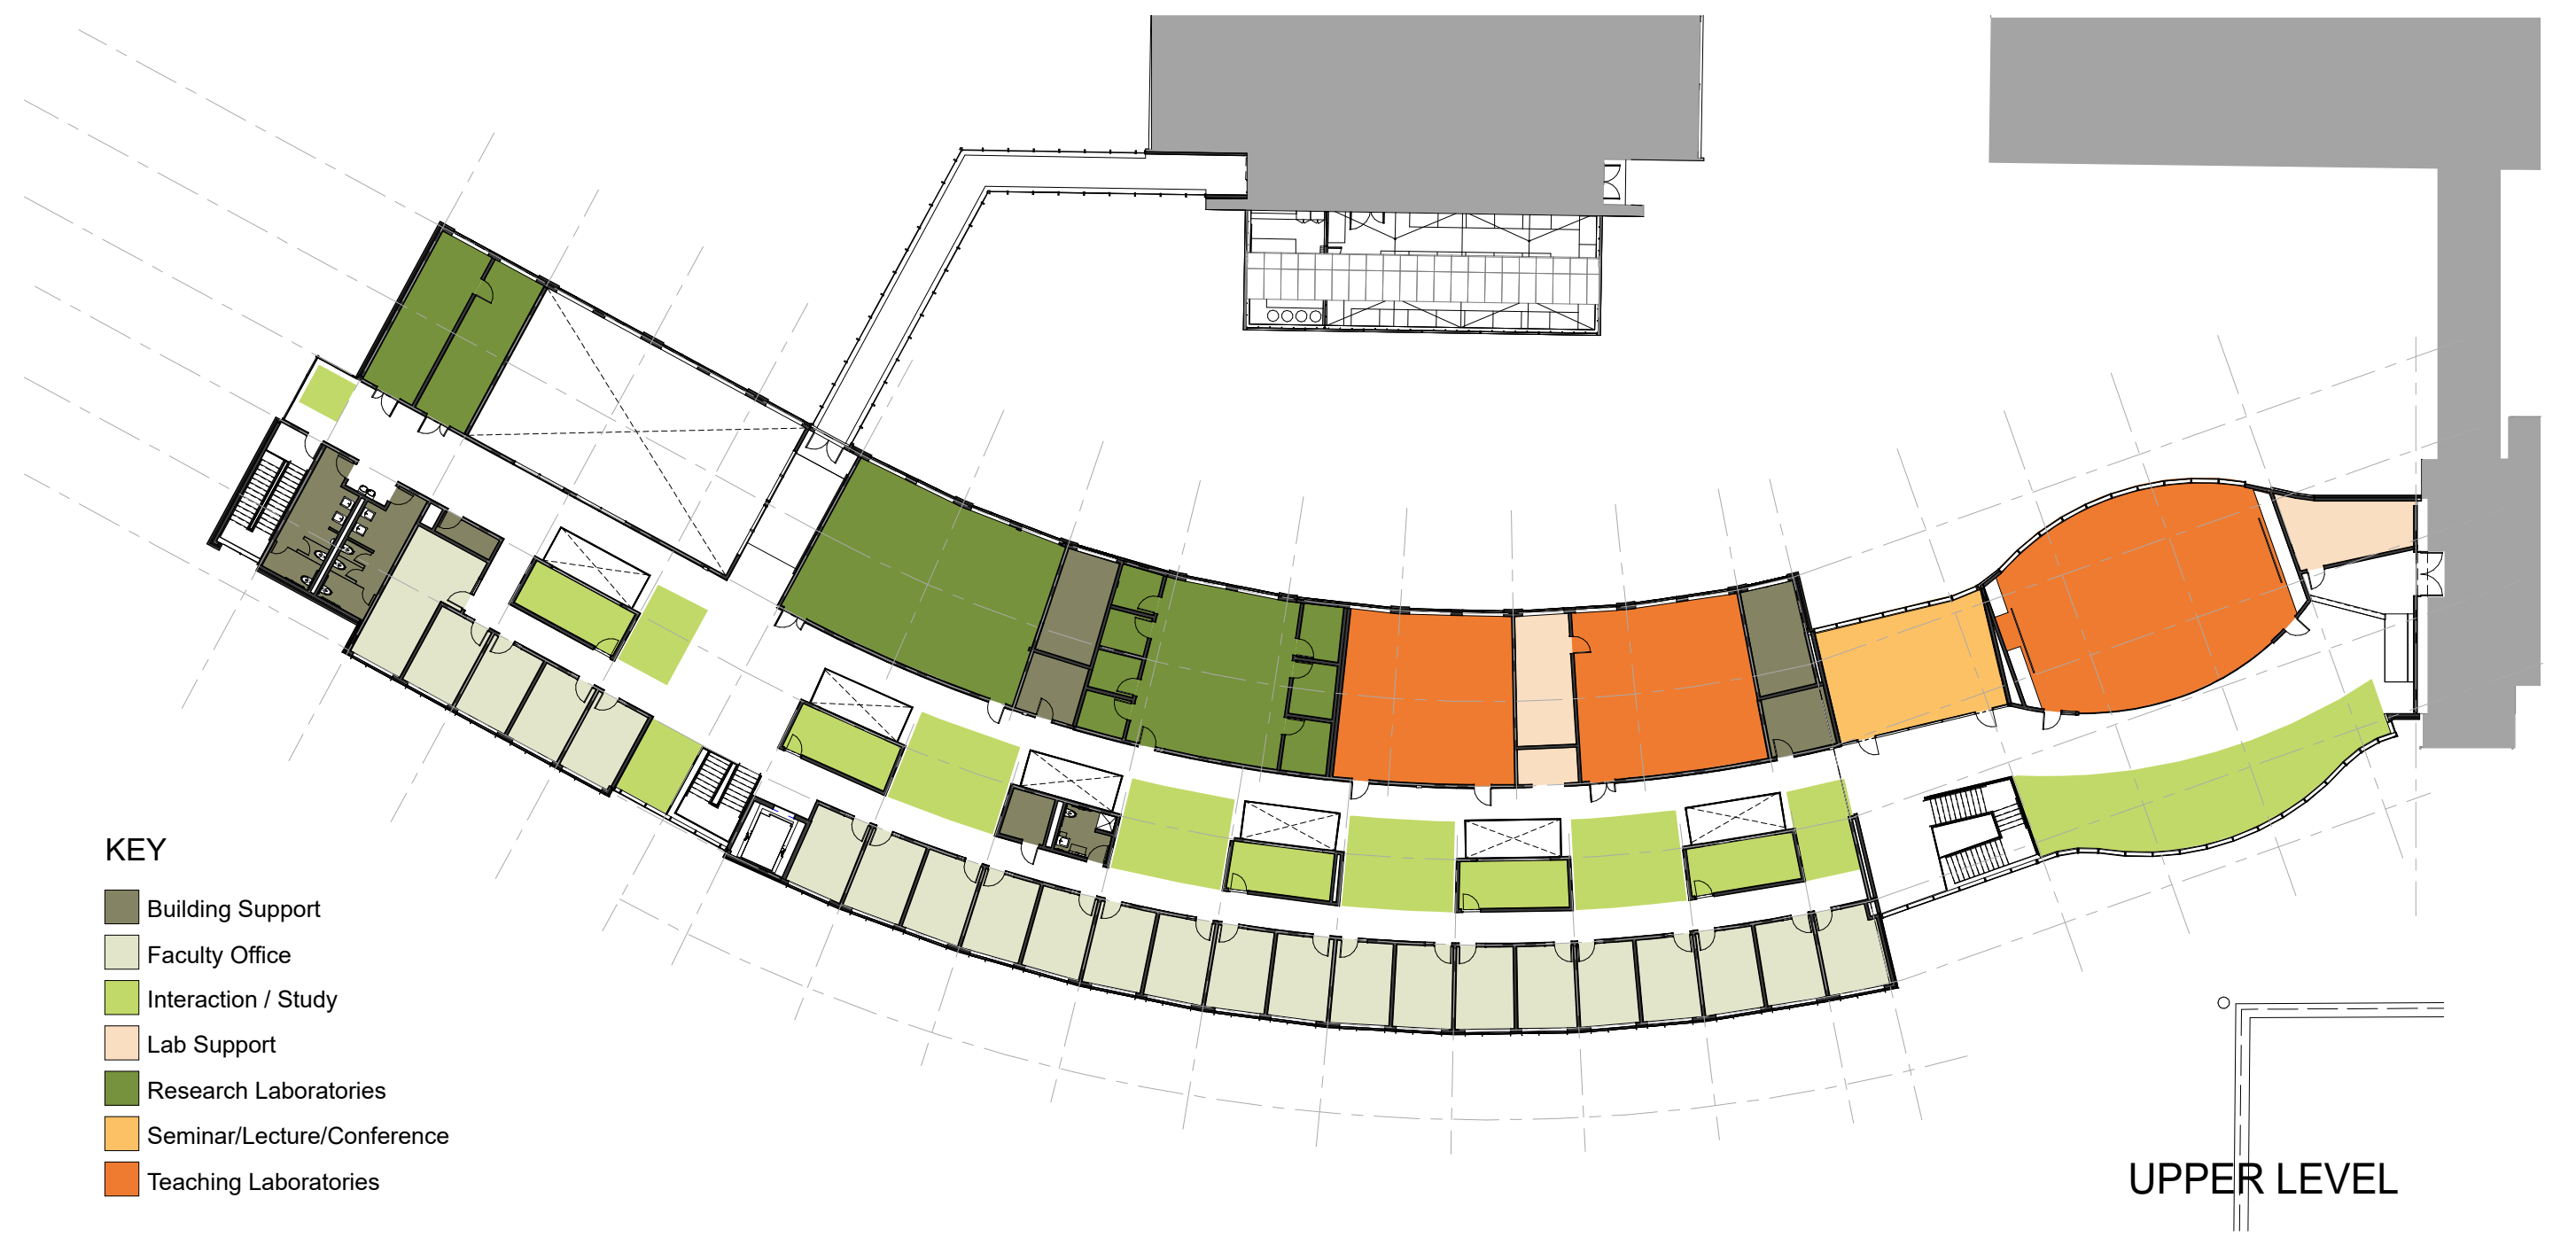 KEY
Building Support
Faculty Office
Interaction / Study
Lab Support
Research Laboratories
Seminar/Lecture/Conference
Teaching Laboratories
UPPER LEVEL